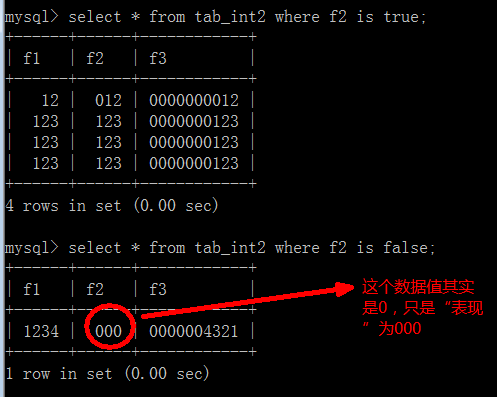 mysql> select * from tab_int2 where f2 is true;
+------+------+------------+
| f1   | f2   | f3         |
+------+------+------------+
|   12 |  012 | 0000000012 |
|  123 |  123 | 0000000123 |
|  123 |  123 | 0000000123 |
|  123 |  123 | 0000000123 |
+------+------+------------+
4 rows in set (0.00 sec)
mysql> select * from tab_int2 where f2 is false;
+------+------+------------+
| f1   | f2   | f3         |
+------+------+------------+
| 1234 |  000 | 0000004321 |
+------+------+------------+
1 row in set (0.00 sec)
这个数据值其实
是0，只是“表现
”为000